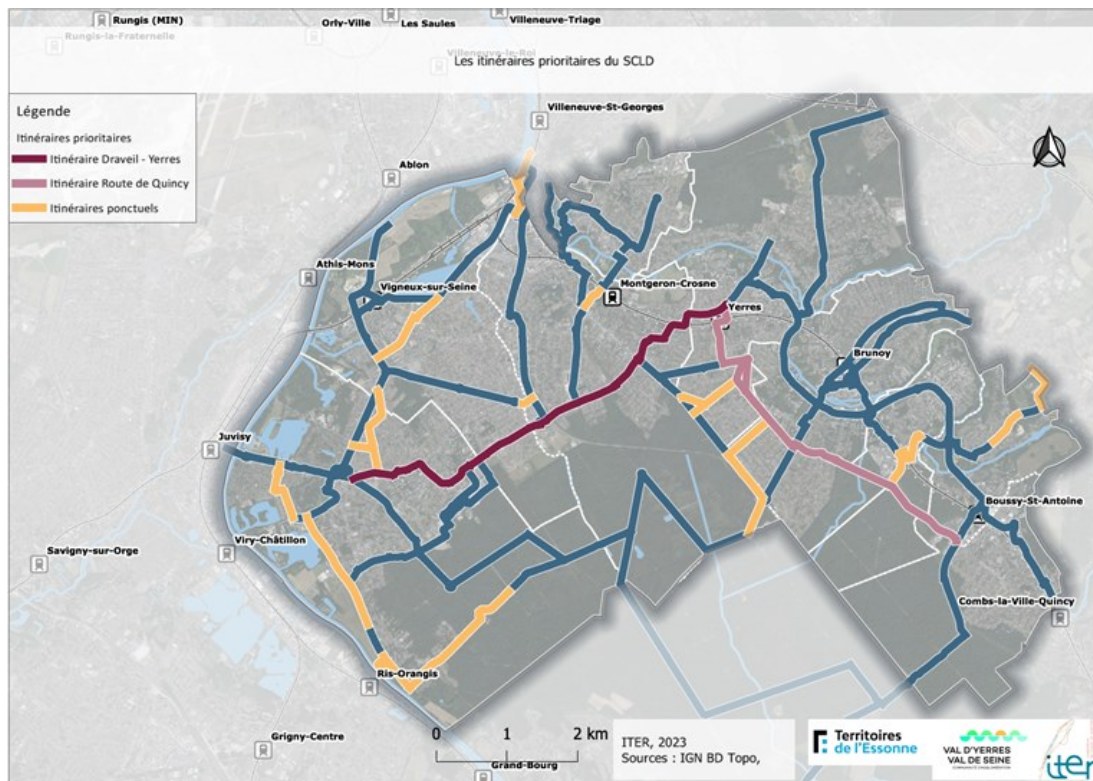 Rungis (MIN)
Orly-Ville
Les Saules
Villeneuve-Triage
Rungis-la-Fraternelle
Villeneuve-le-Roi
Les itinéraires prioritaires du SCLD
Légende
Itinéraires prioritaires
Itinéraire Draveil - Yerres
Itinéraire Route de Quincy
Itinéraires ponctuels
Villeneuve-St-Georges
Ablon
Athis-Mons
Vigneux-sur-Seine
Montgeron-Crosne
Yerres
Brunoy
Juvisy
Boussy-St-Antoine
Viry-Châtillon
Savigny-sur-Orge
Combs-la-Ville-Quincy
Ris-Orangis
Grigny-Centre
Grand-Bourg
0 1 2 km
ITER, 2023
Sources : IGN BD Topo,
Territoires
de l'Essonne
VAL D'YERRES
VAL DE SEINE
COMMUNAUTÉ D'AGGLOMÉRATION
iter